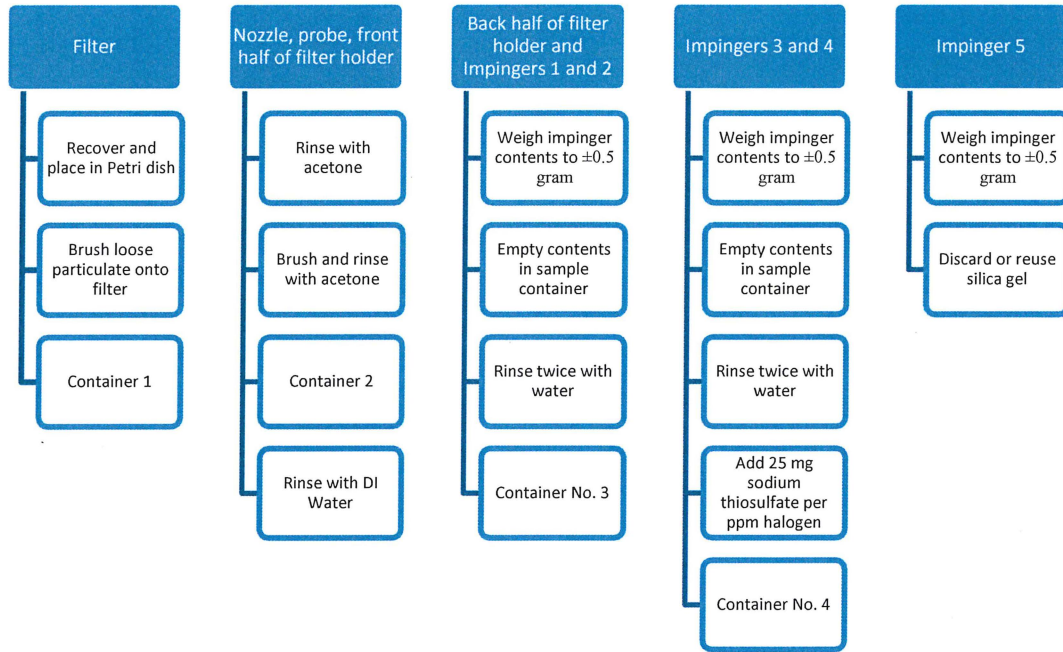 Filter
Recover and
place in Petri dish
Brush loose
particulate onto
filter
Container 1
Nozzle, probe, front
half of filter holder
Rinse with
acetone
Brush and rinse
with acetone
Container 2
Rinse with DI
Water
Back half of filter
holder and
Impingers 1 and 2
Weigh impinger
contents to ±0.5
gram
Empty contents
in sample
container
Rinse twice with
water
Container No. 3
Impingers 3 and 4
Weigh impinger
contents to ±0.5
gram
Empty contents
in sample
container
Rinse twice with
water
Add 25 mg
sodium
thiosulfate per
ppm halogen
Container No. 4
Impinger 5
Weigh impinger
contents to ±0.5
gram
Discard or reuse
silica gel